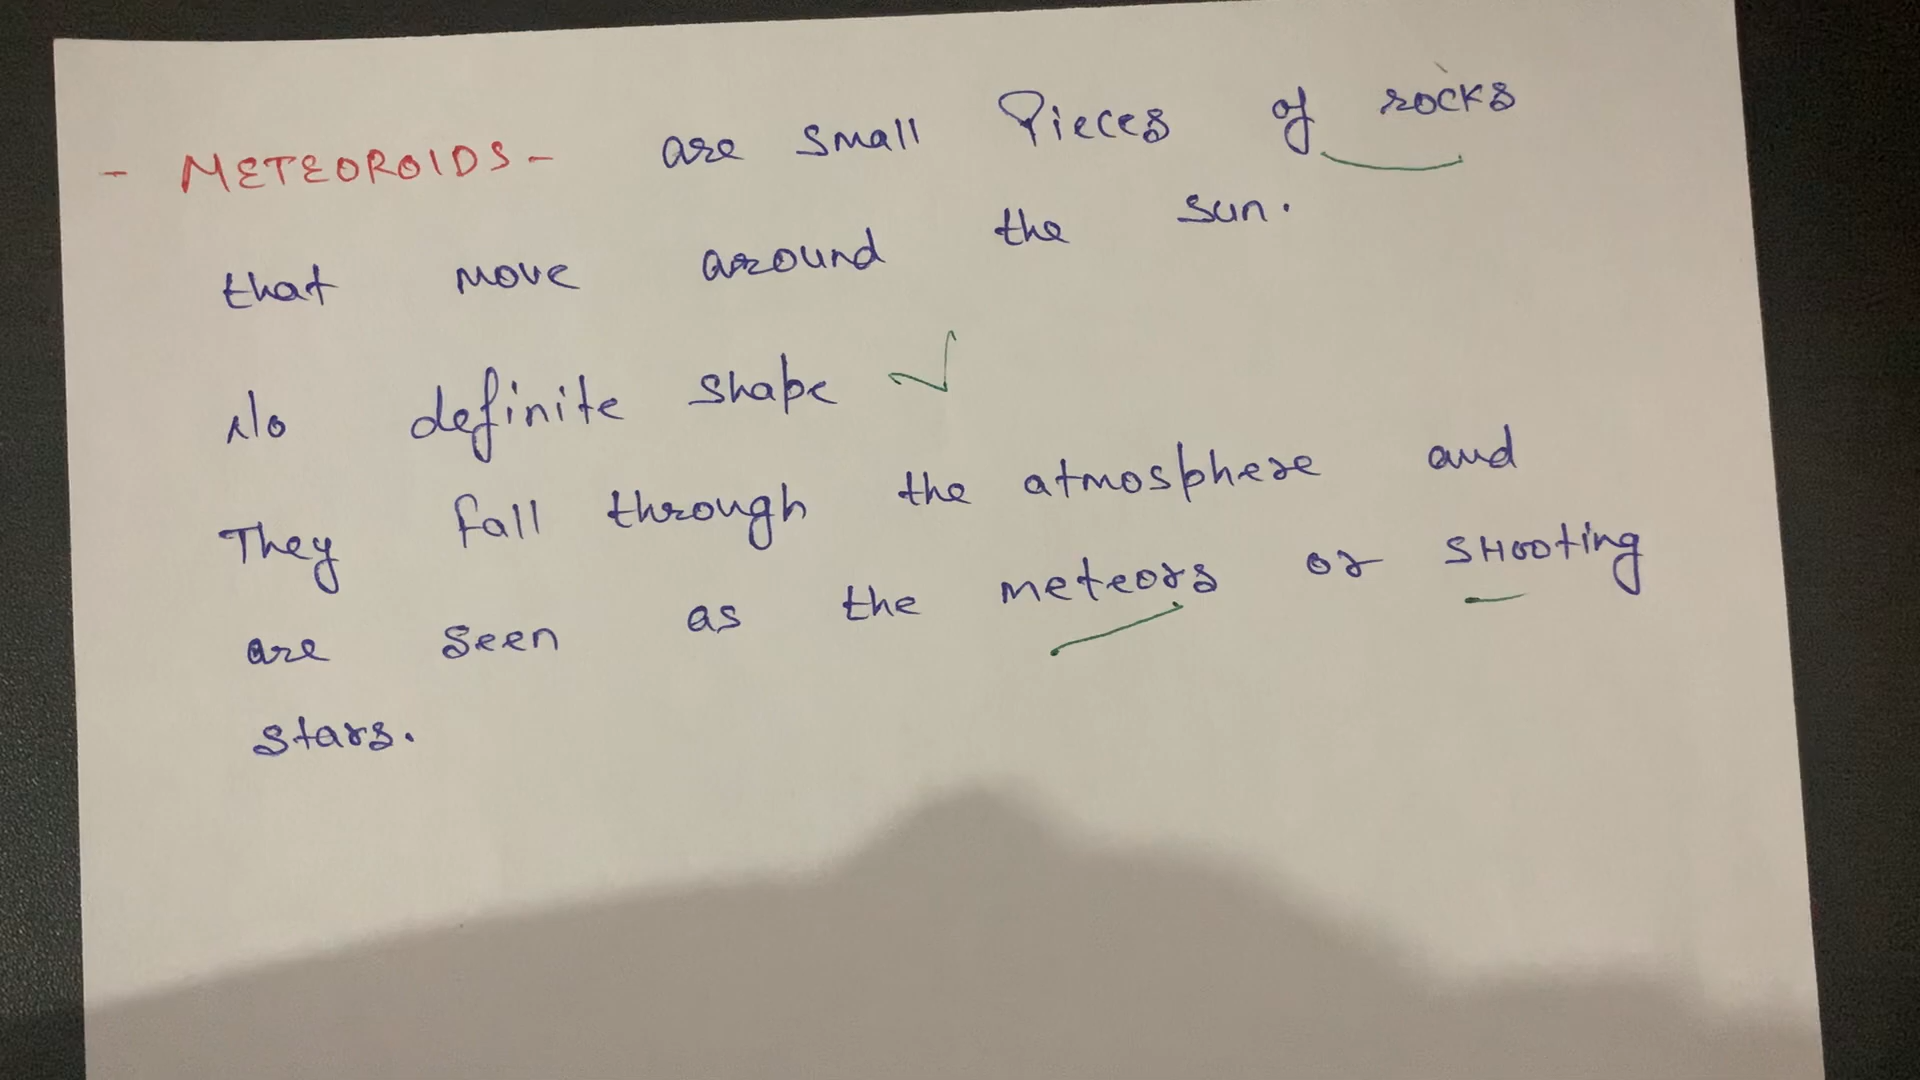 - METEOROIDS - are small Pieces of rocks
that move around the sun.
No definite shape ✓
They fall through the atmosphere and
are seen as the meteors or SHooting
stars.